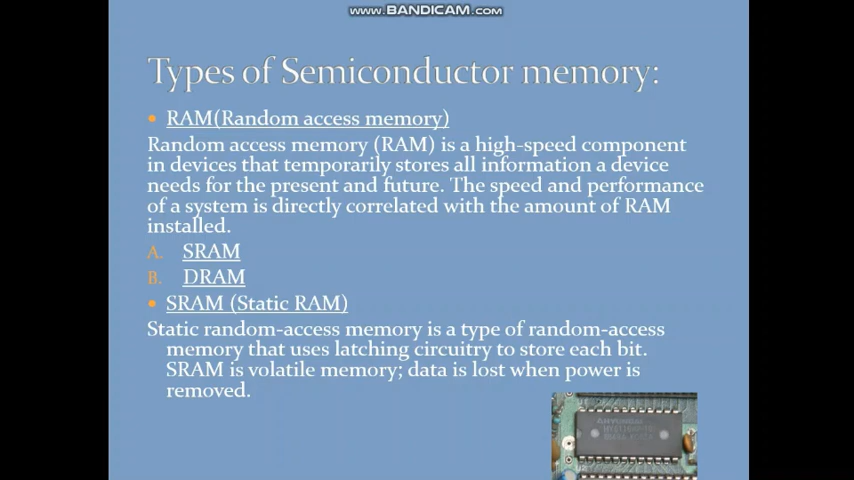 www.BANDICAM.com
Types of Semiconductor memory:
• RAM(Random access memory)
Random access memory (RAM) is a high-speed component
in devices that temporarily stores all information a device
needs for the present and future. The speed and performance
of a system is directly correlated with the amount of RAM
installed.
A. SRAM
B. DRAM
• SRAM (Static RAM)
Static random-access memory is a type of random-access
memory that uses latching circuitry to store each bit.
SRAM is volatile memory; data is lost when power is
removed.